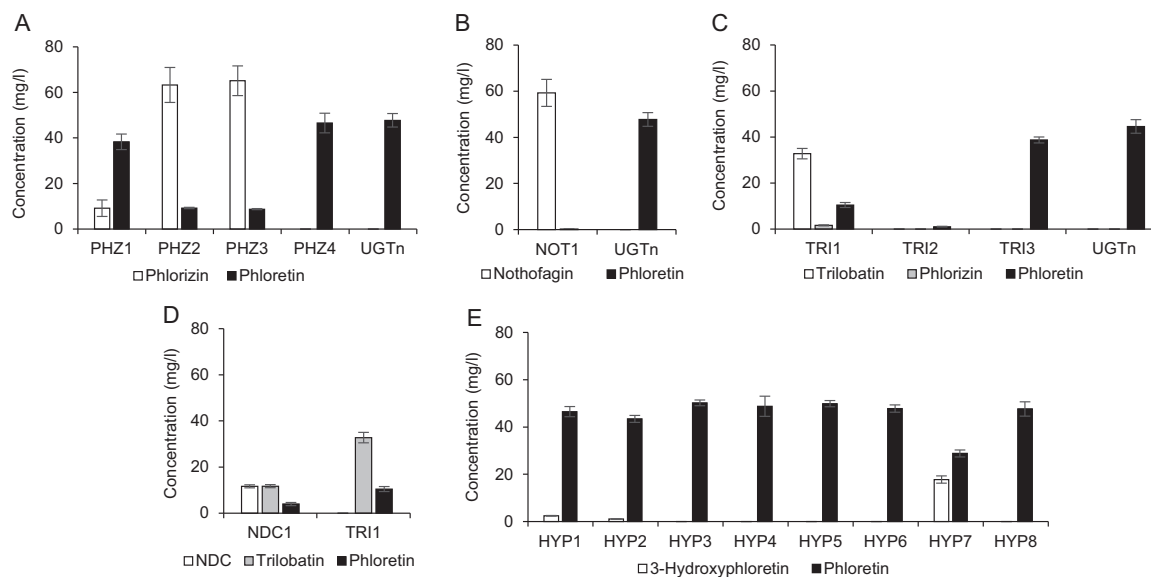 A
Concentration (mg/l)
80
60
40
20
0
PHZ1 PHZ2 PHZ3 PHZ4 UGTn
Phlorizin Phloretin
B
Concentration (mg/l)
80
60
40
20
0
NOT1 UGTn
Nothofagin Phloretin
C
Concentration (mg/l)
80
60
40
20
0
TRI1 TRI2 TRI3 UGTn
Trilobatin Phlorizin Phloretin
D
Concentration (mg/l)
80
60
40
20
0
NDC1 TRI1
NDC Trilobatin Phloretin
E
Concentration (mg/l)
80
60
40
20
0
HYP1 HYP2 HYP3 HYP4 HYP5 HYP6 HYP7 HYP8
3-Hydroxyphloretin Phloretin